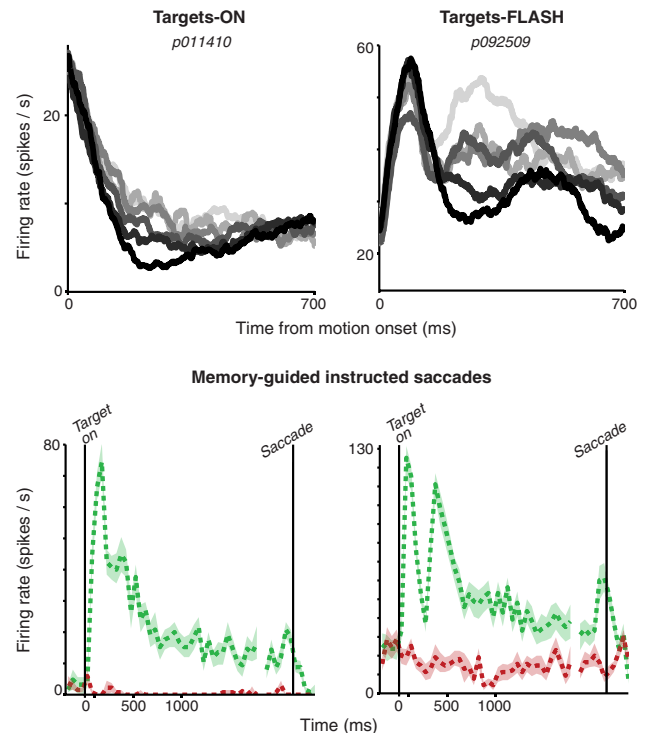 Targets-ON
p011410
Targets-FLASH
p092509
Firing rate (spikes / s)
20
0
0
700
60
20
0
700
Time from motion onset (ms)
Memory-guided instructed saccades
Target on
Saccade
Target on
Saccade
Firing rate (spikes / s)
80
0
0
500
1000
130
0
0
500
1000
Time (ms)